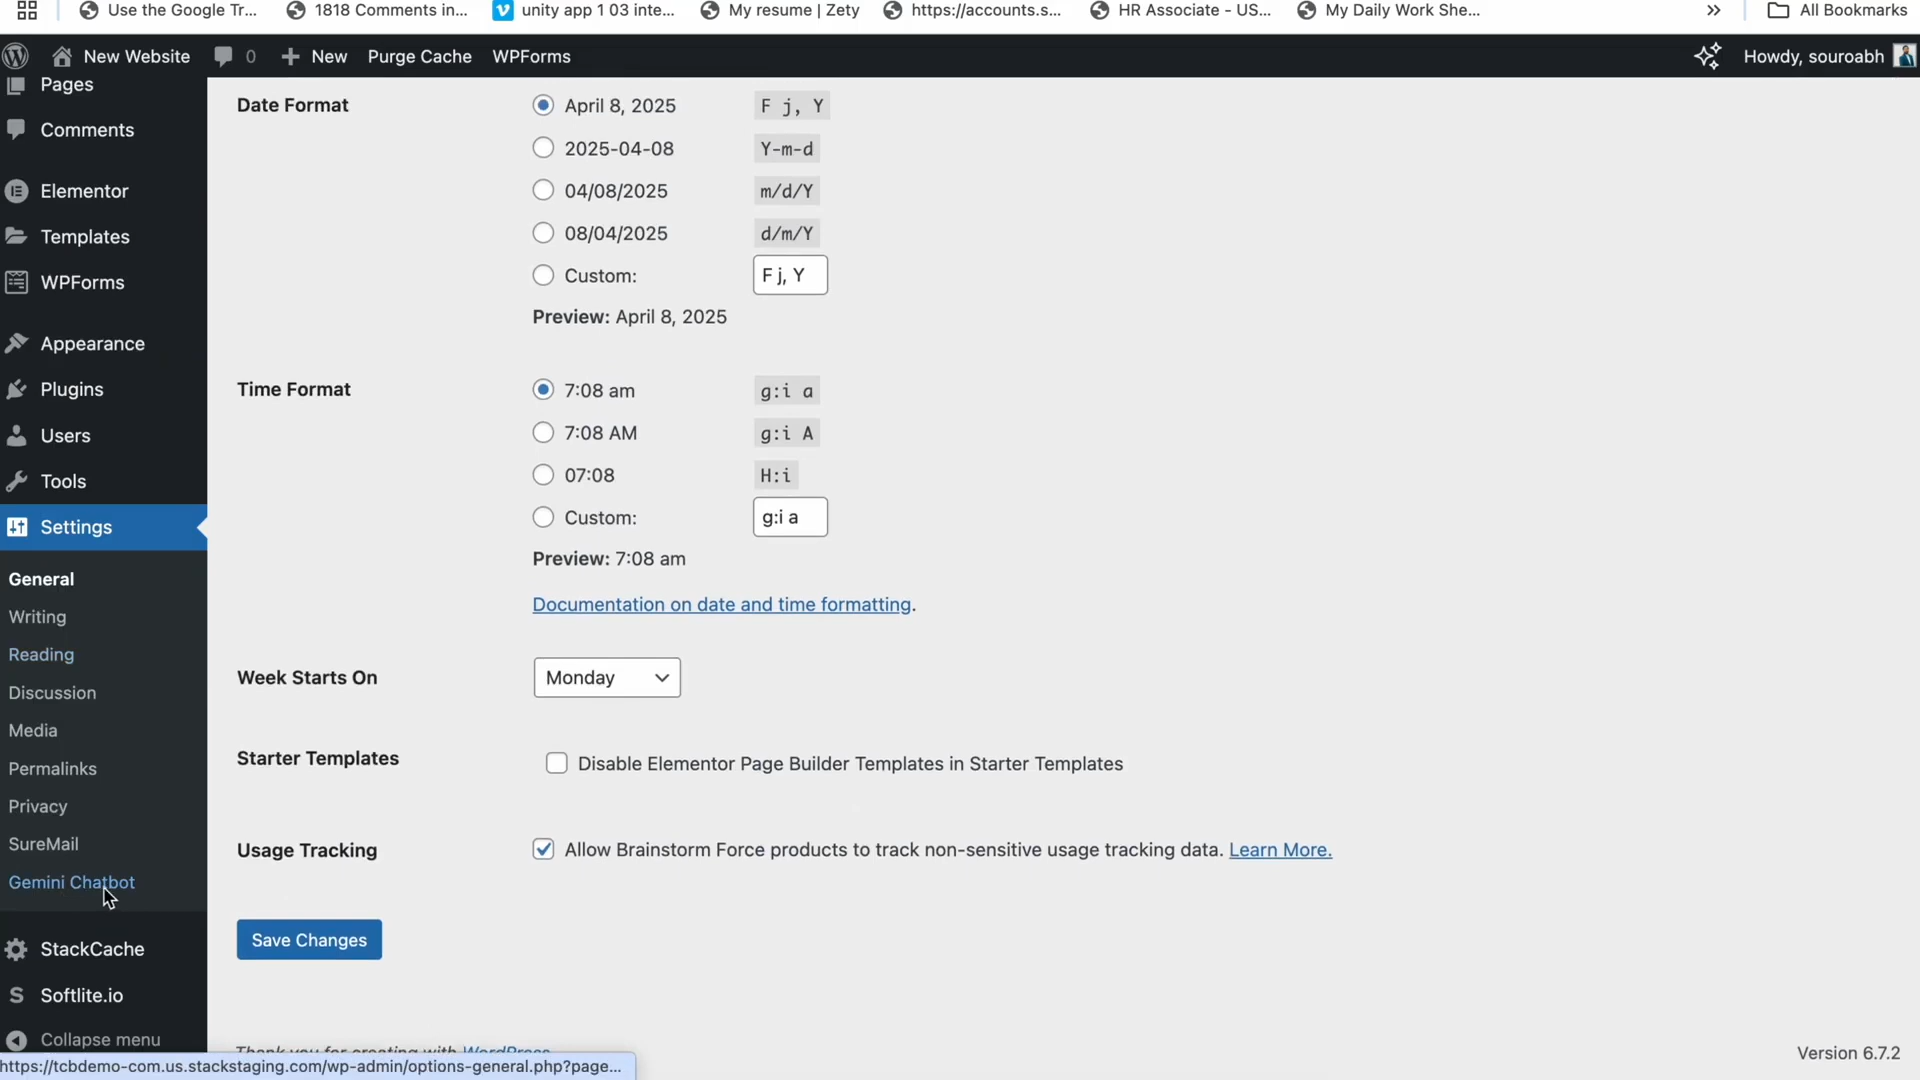 Use the Google Tr...
1818 Comments in...
unity app 1 03 inte...
My resume | Zety
https://accounts.s...
HR Associate - US...
My Daily Work She...
»
All Bookmarks
New Website
0
New
Purge Cache
WPForms
Howdy, souroabh
Pages
Comments
Elementor
Templates
WPForms
Appearance
Plugins
Users
Tools
Settings
General
Writing
Reading
Discussion
Media
Permalinks
Privacy
SureMail
Gemini Chatbot
StackCache
Softlite.io
Collapse menu
Date Format
April 8, 2025 F j, Y
2025-04-08 Y-m-d
04/08/2025 m/d/Y
08/04/2025 d/m/Y
Custom: F j, Y
Preview: April 8, 2025
Time Format
7:08 am g:i a
7:08 AM g:i A
07:08 H:i
Custom: g:i a
Preview: 7:08 am
Documentation on date and time formatting.
Week Starts On Monday
Starter Templates
Disable Elementor Page Builder Templates in Starter Templates
Usage Tracking
Allow Brainstorm Force products to track non-sensitive usage tracking data. Learn More.
Save Changes
Thank you for creating with WordPress
Version 6.7.2
https://tcbdemo-com.us.stackstaging.com/wp-admin/options-general.php?page...